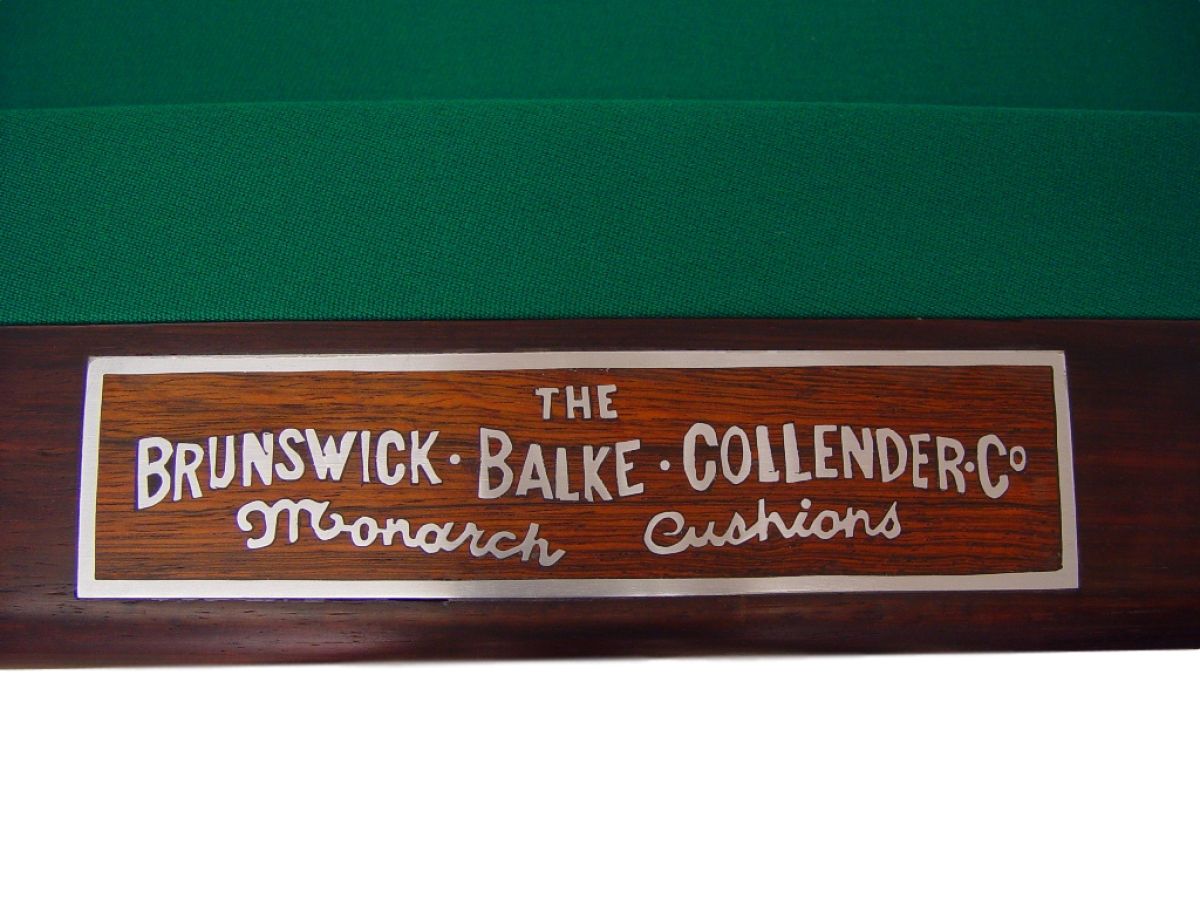 THE
BRUNSWICK · BALKE · COLLENDER · Co
Monarch Cushions